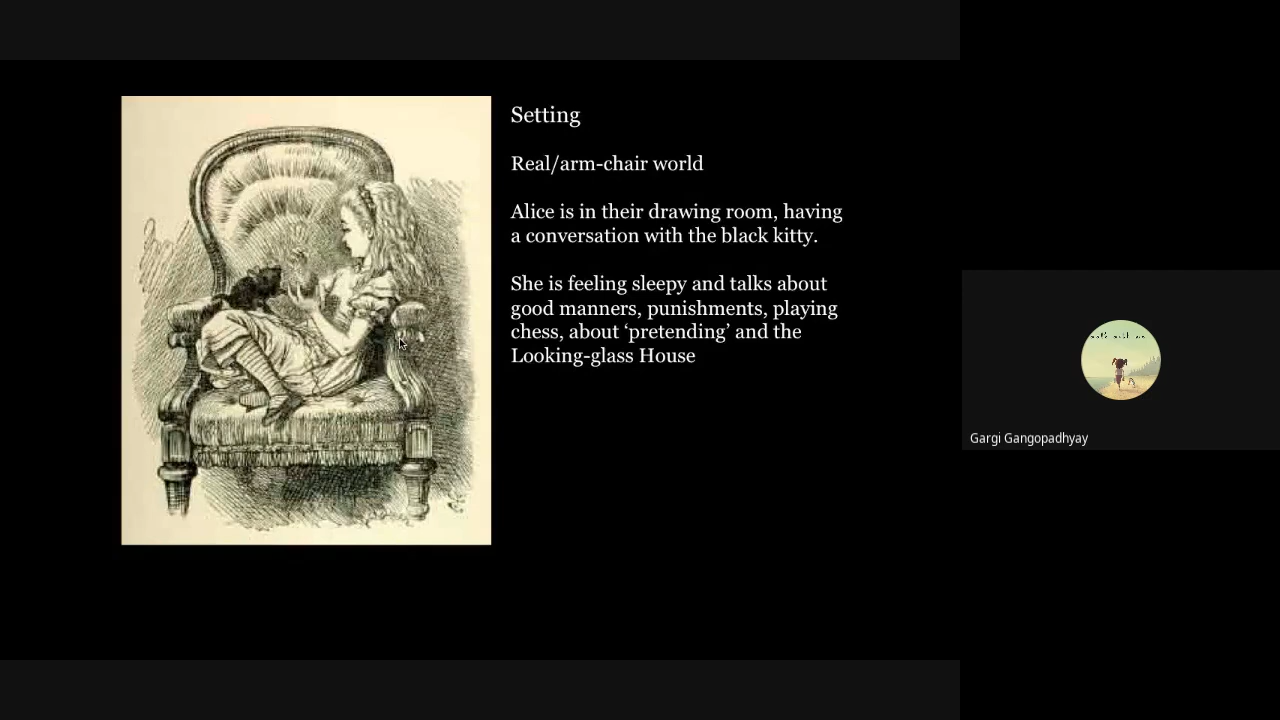 Setting
Real/arm-chair world
Alice is in their drawing room, having
a conversation with the black kitty.
She is feeling sleepy and talks about
good manners, punishments, playing
chess, about ‘pretending’ and the
Looking-glass House
Gargi Gangopadhyay